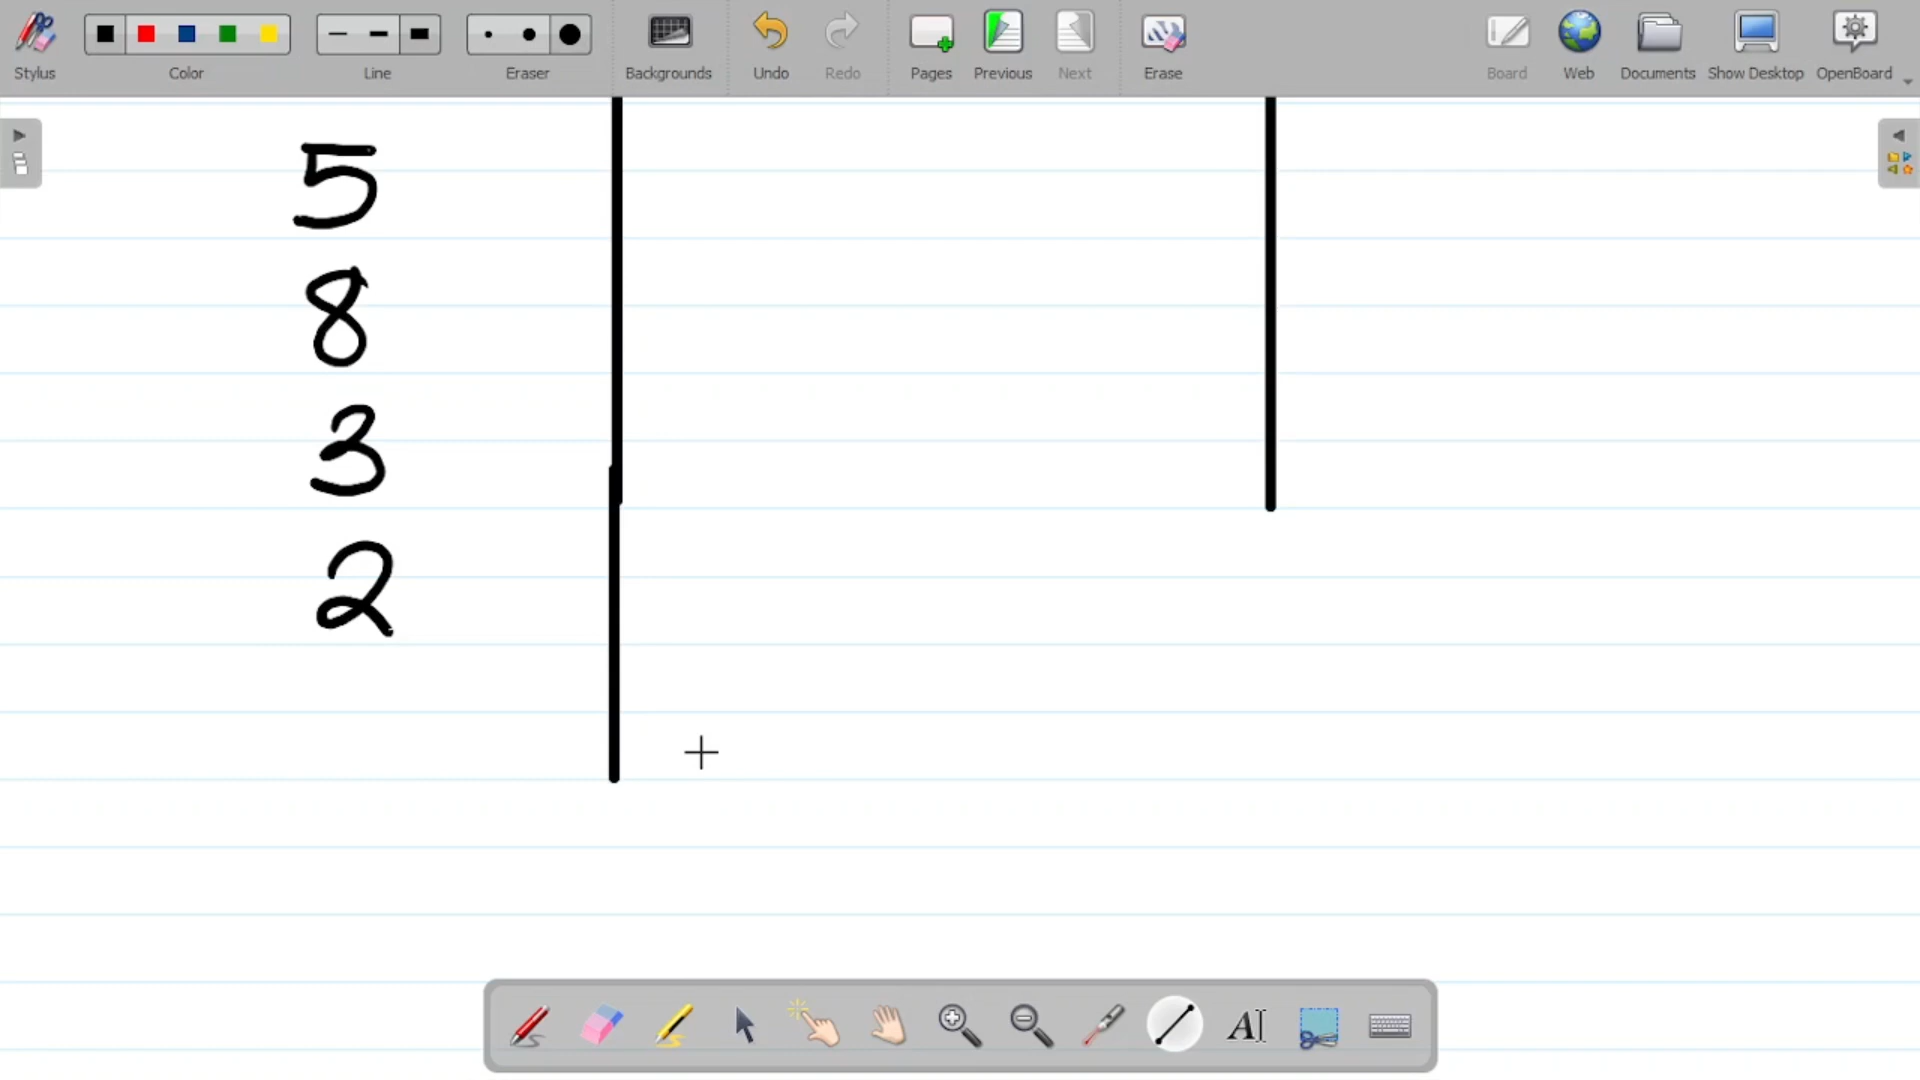 Stylus Color Line Eraser Backgrounds Undo Redo Pages Previous Next Erase Board Web Documents Show Desktop OpenBoard
5
8
3
2
AI